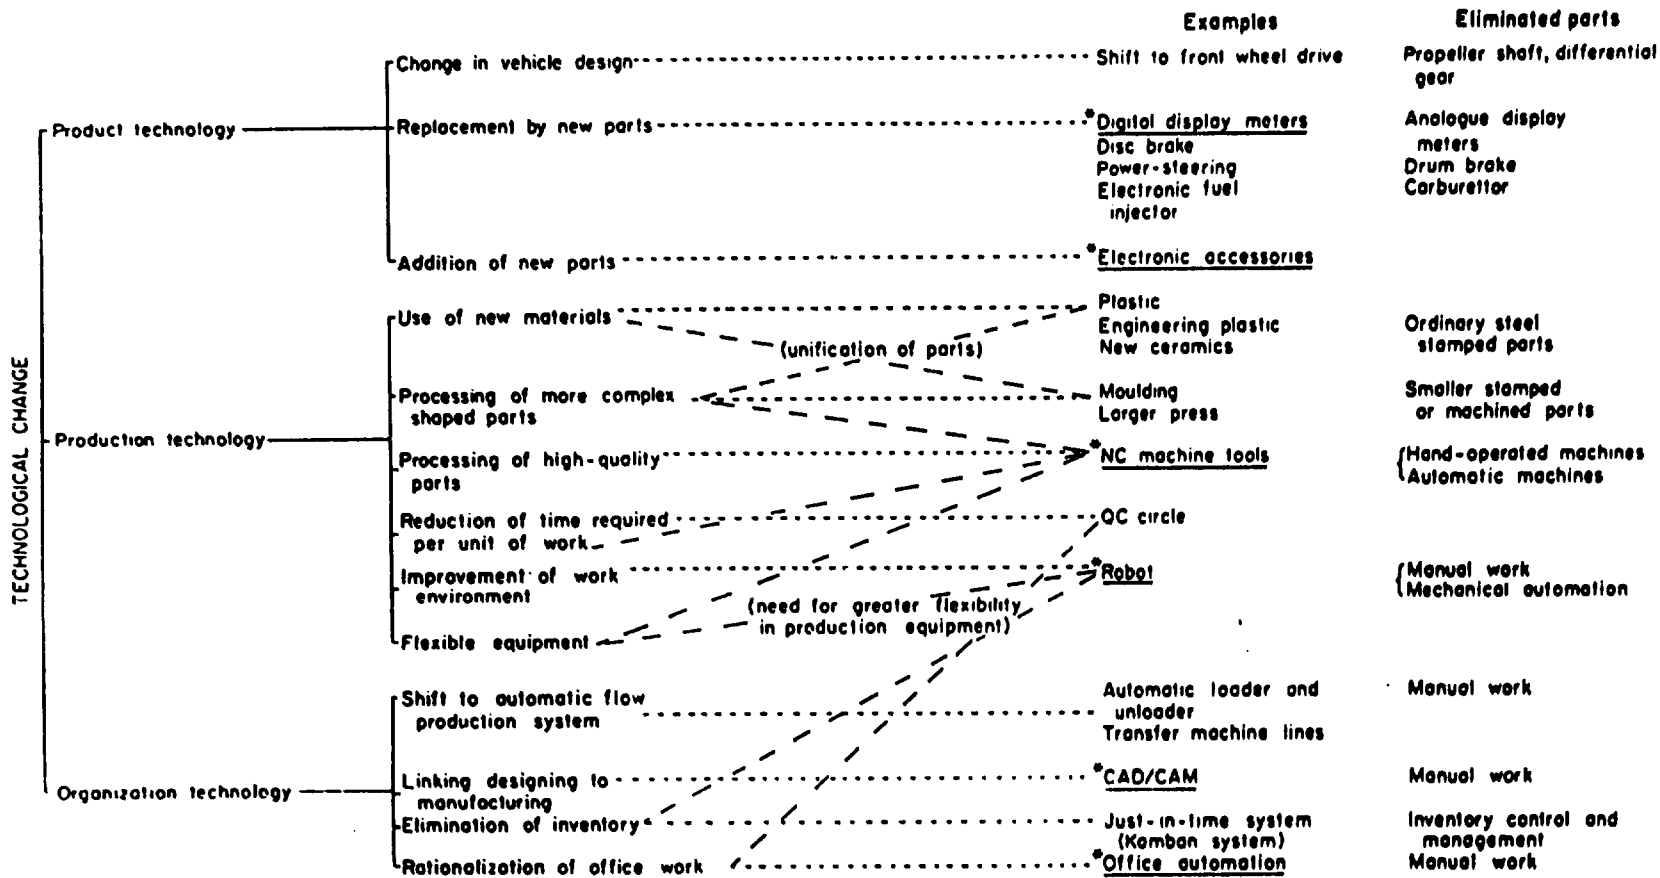 Examples
Eliminated parts
Change in vehicle design
Shift to front wheel drive
Propeller shaft, differential
gear
Product technology
Replacement by new parts
*Digital display meters
Disc brake
Power-steering
Electronic fuel
injector
Analogue display
meters
Drum brake
Carburettor
Addition of new parts
*Electronic accessories
TECHNOLOGICAL CHANGE
Use of new materials
(unification of parts)
Plastic
Engineering plastic
New ceramics
Ordinary steel
stamped parts
Processing of more complex
shaped parts
Moulding
Larger press
Smaller stamped
or machined parts
Production technology
Processing of high-quality
parts
*NC machine tools
Hand-operated machines
Automatic machines
Reduction of time required
per unit of work
QC circle
Improvement of work
environment
*Robot
Manual work
Mechanical automation
(need for greater flexibility
in production equipment)
Flexible equipment
Shift to automatic flow
production system
Automatic loader and
unloader
Transfer machine lines
Manual work
Organization technology
Linking designing to
manufacturing
*CAD/CAM
Manual work
Elimination of inventory
Just-in-time system
(Kamban system)
Inventory control and
management
Rationalization of office work
*Office automation
Manual work